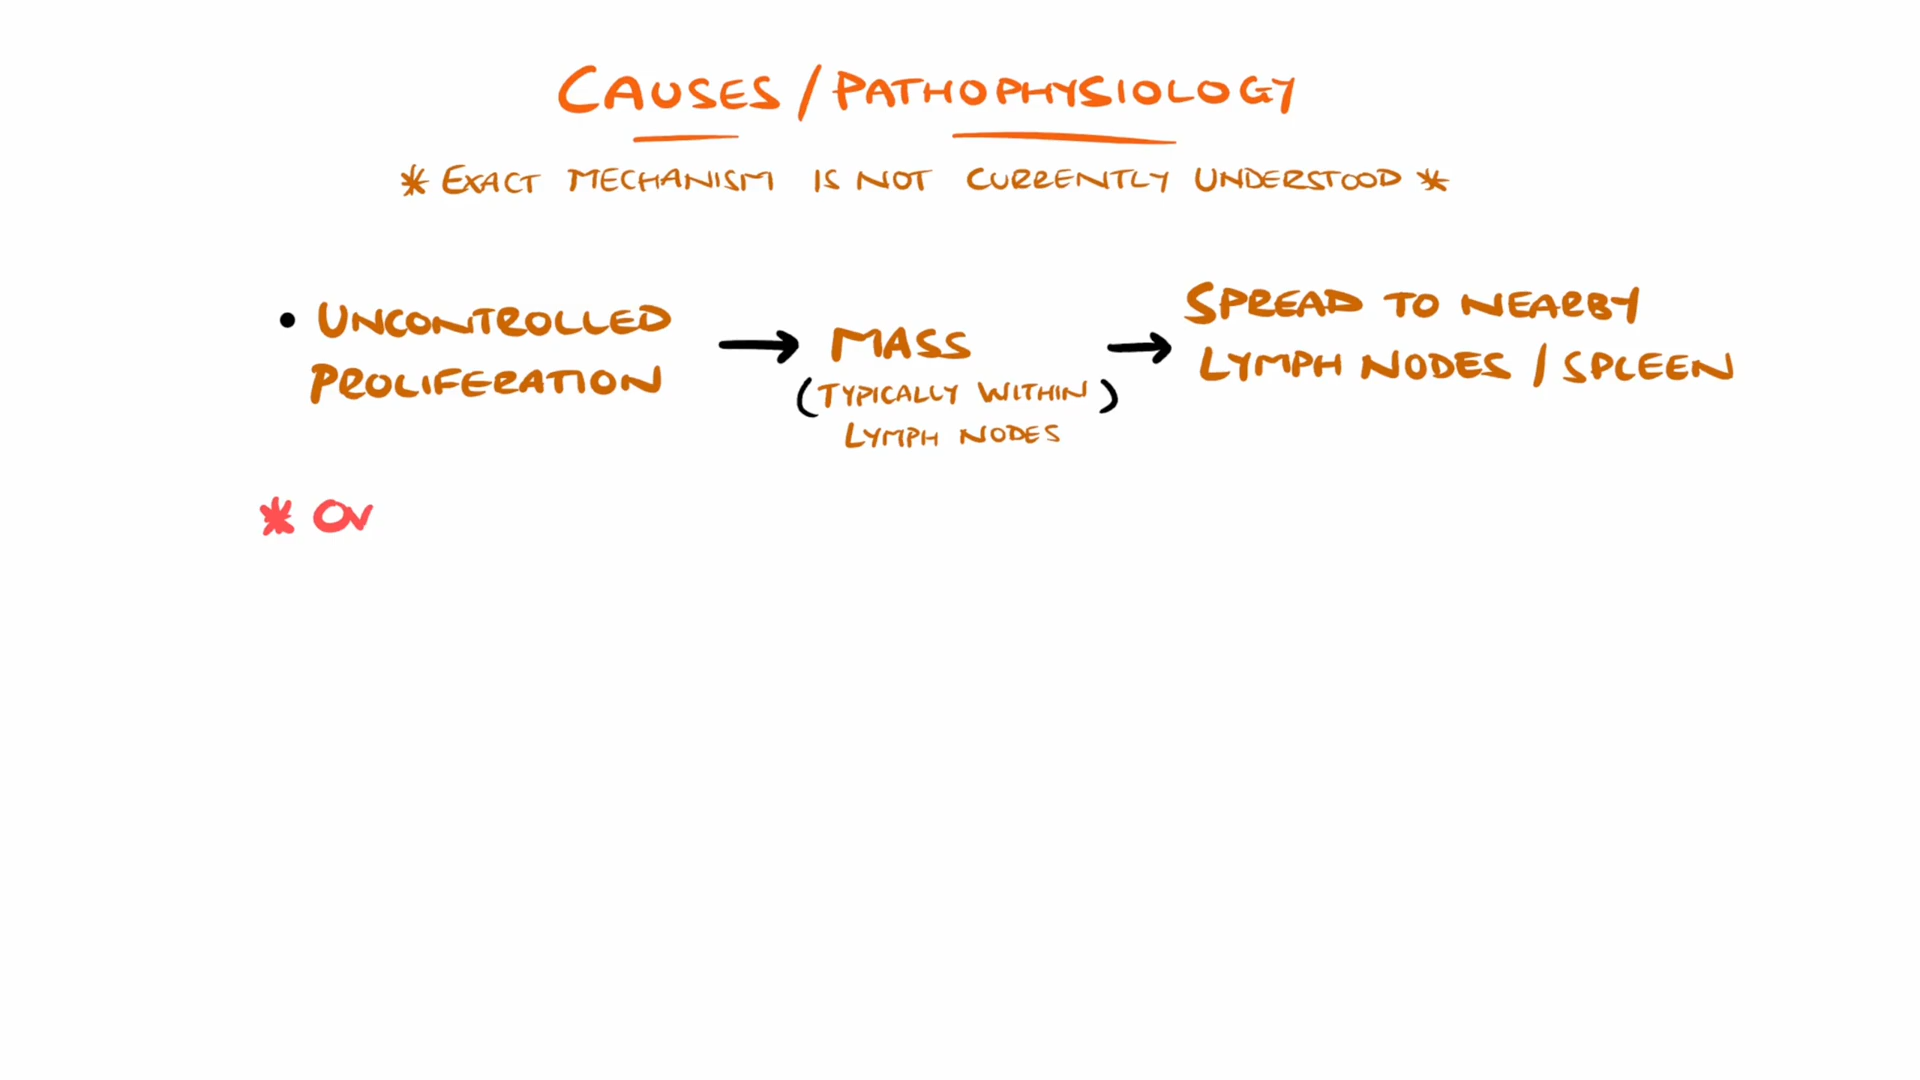 CAUSES / PATHOPHYSIOLOGY
* EXACT MECHANISM IS NOT CURRENTLY UNDERSTOOD *
• UNCONTROLLED
PROLIFERATION
→ MASS
(TYPICALLY WITHIN)
LYMPH NODES
→ SPREAD TO NEARBY
LYMPH NODES / SPLEEN
* OV